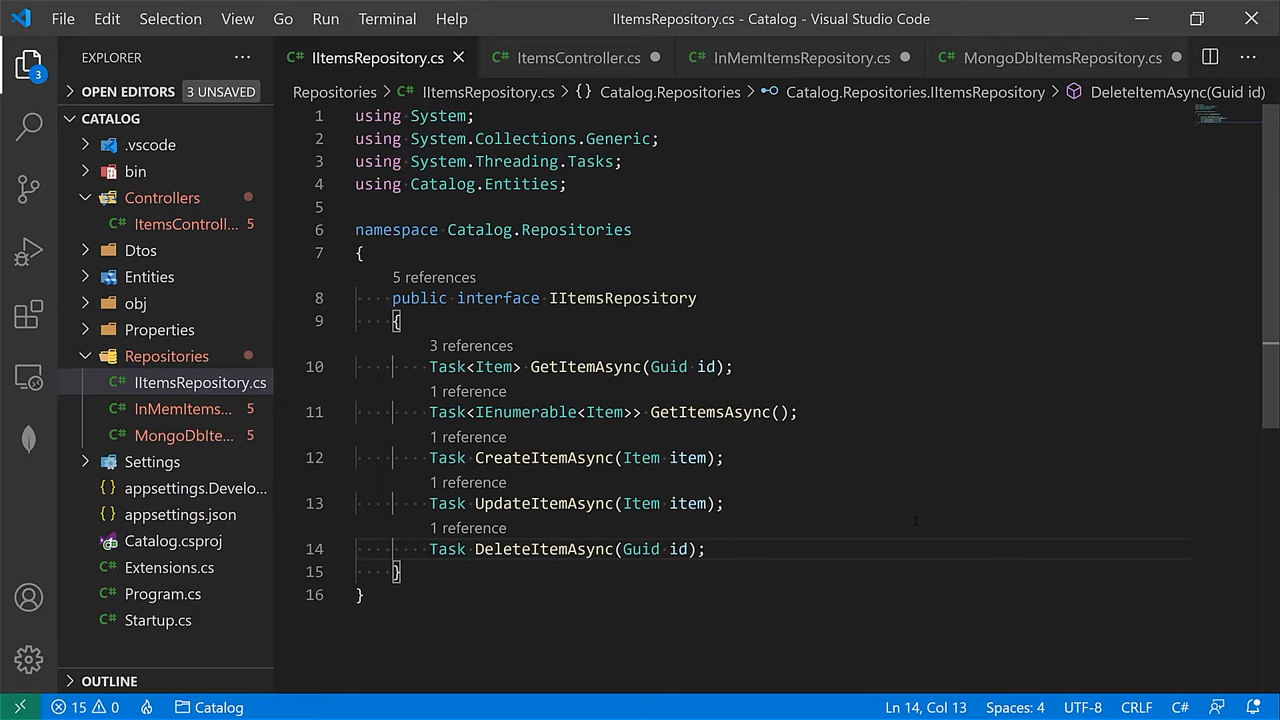 File Edit Selection View Go Run Terminal Help IItemsRepository.cs - Catalog - Visual Studio Code
3
EXPLORER
OPEN EDITORS 3 UNSAVED
CATALOG
.vscode
bin
Controllers
ItemsControll... 5
Dtos
Entities
obj
Properties
Repositories
IItemsRepository.cs
InMemItems... 5
MongoDbIte... 5
Settings
appsettings.Develo...
appsettings.json
Catalog.csproj
Extensions.cs
Program.cs
Startup.cs
OUTLINE
IItemsRepository.cs ItemsController.cs InMemItemsRepository.cs MongoDbItemsRepository.cs
Repositories IItemsRepository.cs {} Catalog.Repositories Catalog.Repositories.IItemsRepository DeleteItemAsync(Guid id)
1 using System;
2 using System.Collections.Generic;
3 using System.Threading.Tasks;
4 using Catalog.Entities;
5
6 namespace Catalog.Repositories
7 {
5 references
8 public interface IItemsRepository
9 {
3 references
10 Task<Item> GetItemAsync(Guid id);
1 reference
11 Task<IEnumerable<Item>> GetItemsAsync();
1 reference
12 Task CreateItemAsync(Item item);
1 reference
13 Task UpdateItemAsync(Item item);
1 reference
14 Task DeleteItemAsync(Guid id);
15 }
16 }
15 0 Catalog Ln 14, Col 13 Spaces: 4 UTF-8 CRLF C#